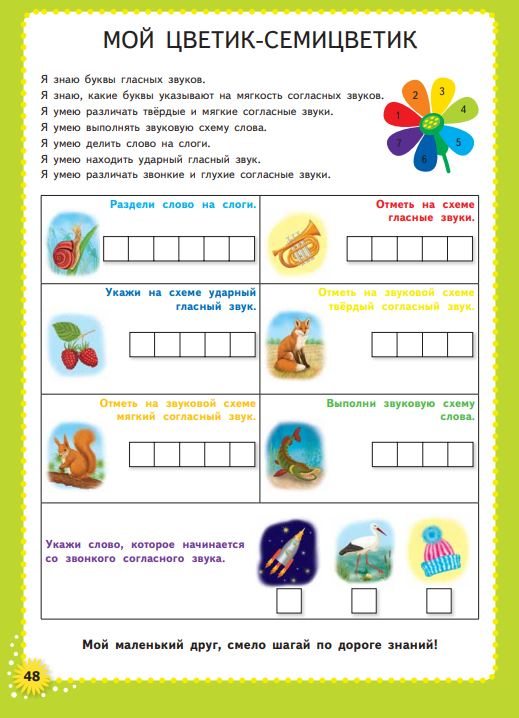 МОЙ ЦВЕТИК-СЕМИЦВЕТИК
Я знаю буквы гласных звуков.
Я знаю, какие буквы указывают на мягкость согласных звуков.
Я умею различать твёрдые и мягкие согласные звуки.
Я умею выполнять звуковую схему слова.
Я умею делить слово на слоги.
Я умею находить ударный гласный звук.
Я умею различать звонкие и глухие согласные звуки.
1
2
3
4
5
6
7
Раздели слово на слоги.
Отметь на схеме
гласные звуки.
Укажи на схеме ударный
гласный звук.
Отметь на звуковой схеме
твёрдый согласный звук.
Отметь на звуковой схеме
мягкий согласный звук.
Выполни звуковую схему
слова.
Укажи слово, которое начинается
со звонкого согласного звука.
Мой маленький друг, смело шагай по дороге знаний!
48